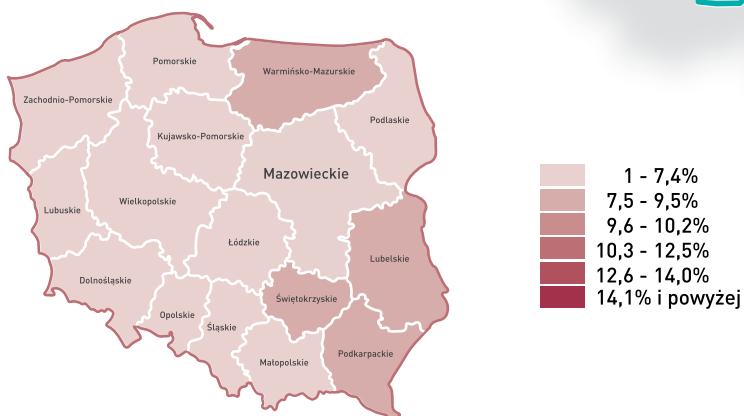 Pomorskie
Warmińsko-Mazurskie
Zachodnio-Pomorskie
Podlaskie
Kujawsko-Pomorskie
Mazowieckie
Wielkopolskie
Lubuskie
Łódzkie
Lubelskie
Dolnośląskie
Świętokrzyskie
Opolskie
Śląskie
Podkarpackie
Małopolskie
1 - 7,4%
7,5 - 9,5%
9,6 - 10,2%
10,3 - 12,5%
12,6 - 14,0%
14,1% i powyżej